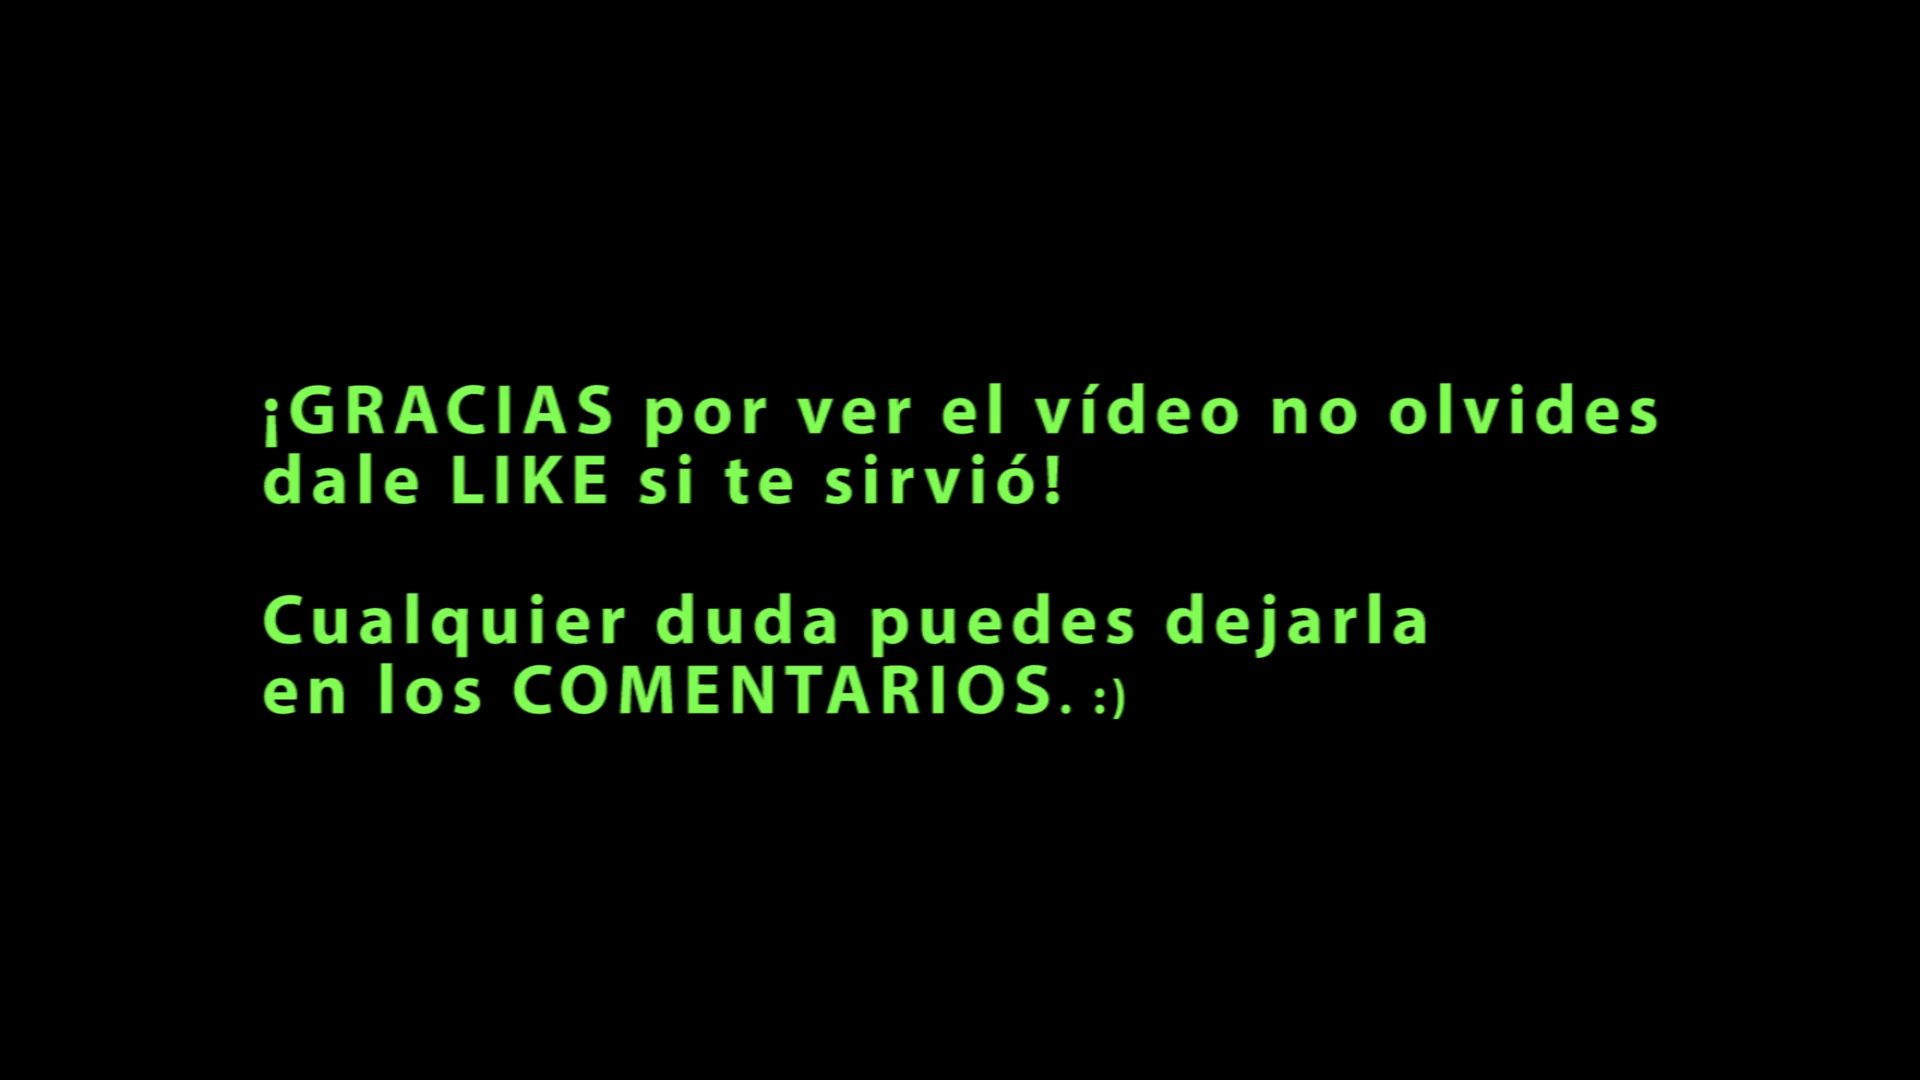 ¡GRACIAS por ver el vídeo no olvides
dale LIKE si te sirvió!
Cualquier duda puedes dejarla
en los COMENTARIOS. :)